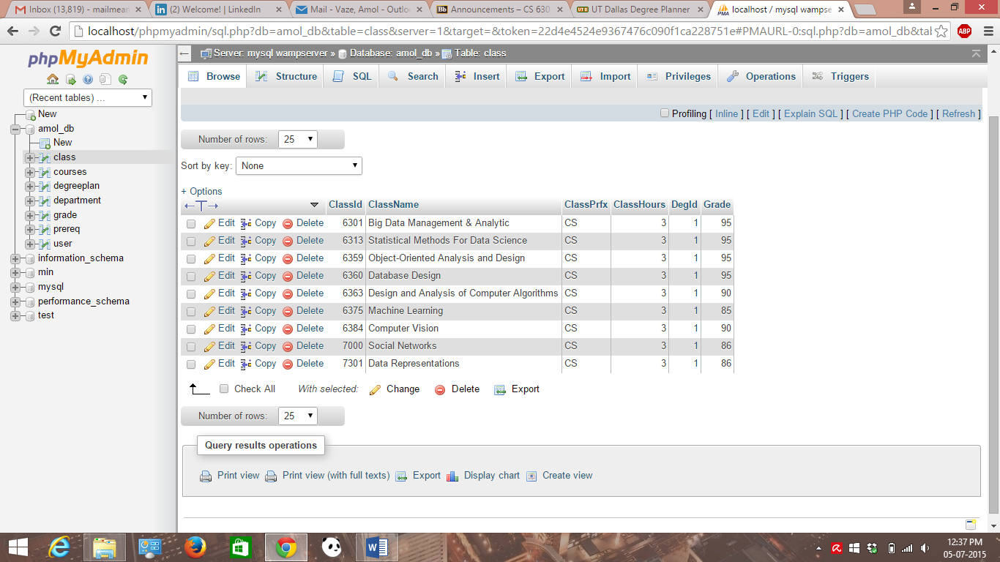 Inbox (13,819) - mailmean
(2) Welcome! | LinkedIn
Mail - Vaze, Amol - Outlo
Announcements – CS 630
UT Dallas Degree Planner
localhost / mysql wampse
localhost/phpmyadmin/sql.php?db=amol_db&table=class&server=1&target=&token=22d4e4524e9367476c090f1ca228751e#PMAURL-0:sql.php?db=amol_db&tab
ABP
phpMyAdmin
(Recent tables) ...
New
amol_db
New
class
courses
degreeplan
department
grade
prereq
user
information_schema
min
mysql
performance_schema
test
Server: mysql wampserver » Database: amol_db » Table: class
Browse Structure SQL Search Insert Export Import Privileges Operations Triggers
Profiling [ Inline ] [ Edit ] [ Explain SQL ] [ Create PHP Code ] [ Refresh ]
Number of rows: 25
Sort by key: None
+ Options
ClassId ClassName ClassPrfx ClassHours DegId Grade
Edit Copy Delete 6301 Big Data Management & Analytic CS 3 1 95
Edit Copy Delete 6313 Statistical Methods For Data Science CS 3 1 95
Edit Copy Delete 6359 Object-Oriented Analysis and Design CS 3 1 95
Edit Copy Delete 6360 Database Design CS 3 1 95
Edit Copy Delete 6363 Design and Analysis of Computer Algorithms CS 3 1 90
Edit Copy Delete 6375 Machine Learning CS 3 1 85
Edit Copy Delete 6384 Computer Vision CS 3 1 90
Edit Copy Delete 7000 Social Networks CS 3 1 86
Edit Copy Delete 7301 Data Representations CS 3 1 86
Check All With selected: Change Delete Export
Number of rows: 25
Query results operations
Print view Print view (with full texts) Export Display chart Create view
12:37 PM
05-07-2015